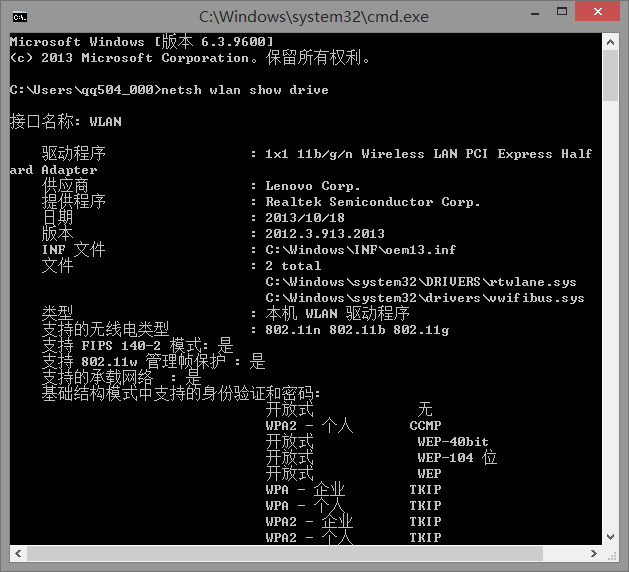 C:\Windows\system32\cmd.exe
Microsoft Windows [版本 6.3.9600]
(c) 2013 Microsoft Corporation。保留所有权利。
C:\Users\qq504_000>netsh wlan show drive
接口名称: WLAN
驱动程序 : 1x1 11b/g/n Wireless LAN PCI Express Half
ard Adapter
供应商 : Lenovo Corp.
提供程序 : Realtek Semiconductor Corp.
日期 : 2013/10/18
版本 : 2012.3.913.2013
INF 文件 : C:\Windows\INF\oem13.inf
文件 : 2 total
C:\Windows\system32\DRIVERS\rtwlane.sys
C:\Windows\system32\drivers\vwifibus.sys
类型 : 本机 WLAN 驱动程序
支持的无线电类型 : 802.11n 802.11b 802.11g
支持 FIPS 140-2 模式: 是
支持 802.11w 管理帧保护 : 是
支持的承载网络 : 是
基础结构模式中支持的身份验证和密码:
开放式 无
WPA2 - 个人 CCMP
开放式 WEP-40bit
开放式 WEP-104 位
开放式 WEP
WPA - 企业 TKIP
WPA - 个人 TKIP
WPA2 - 企业 TKIP
WPA2 - 个人 TKIP